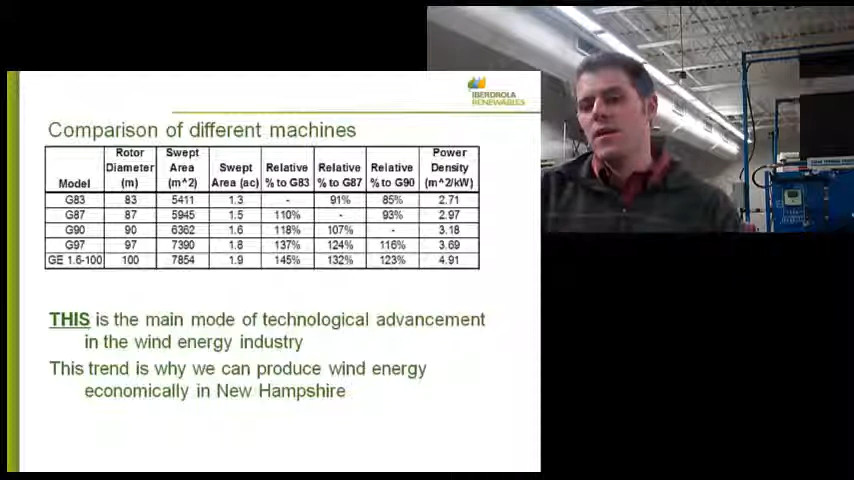 IBERDROLA
RENEWABLES
Comparison of different machines
Model Rotor Diameter (m) Swept Area (m^2) Swept Area (ac) Relative % to G83 Relative % to G87 Relative % to G90 Power Density (m^2/kW)
G83 83 5411 1.3 - 91% 85% 2.71
G87 87 5945 1.5 110% - 93% 2.97
G90 90 6362 1.6 118% 107% - 3.18
G97 97 7390 1.8 137% 124% 116% 3.69
GE 1.6-100 100 7854 1.9 145% 132% 123% 4.91
THIS is the main mode of technological advancement
in the wind energy industry
This trend is why we can produce wind energy
economically in New Hampshire